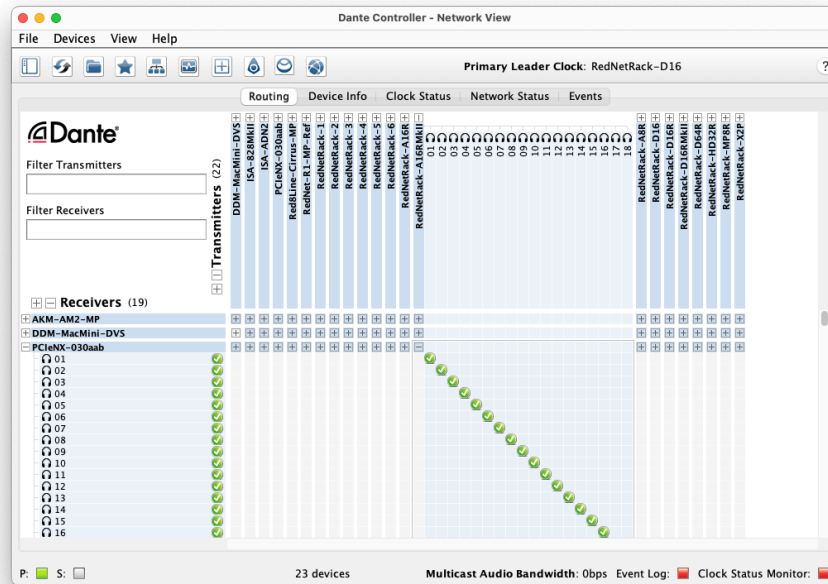 Dante Controller - Network View
File Devices View Help
Primary Leader Clock: RedNetRack-D16
?
Routing Device Info Clock Status Network Status Events
Dante
Filter Transmitters
Filter Receivers
Transmitters (22)
DDM-MacMini-DVS
ISA-828MkII
ISA-ADN2
PCIeNX-030aab
Red8Line-Cirrus-MP
RedNet-R1-MP-Ref
RedNetRack-1
RedNetRack-2
RedNetRack-3
RedNetRack-4
RedNetRack-5
RedNetRack-6
RedNetRack-A16R
RedNetRack-A16RMkII
01
02
03
04
05
06
07
08
09
10
11
12
13
14
15
16
17
18
RedNetRack-A8R
RedNetRack-D16
RedNetRack-D16R
RedNetRack-D16RMkII
RedNetRack-D64R
RedNetRack-HD32R
RedNetRack-MP8R
RedNetRack-X2P
Receivers (19)
AKM-AM2-MP
DDM-MacMini-DVS
PCIeNX-030aab
01
02
03
04
05
06
07
08
09
10
11
12
13
14
15
16
P: S: 23 devices Multicast Audio Bandwidth: 0bps Event Log: Clock Status Monitor: